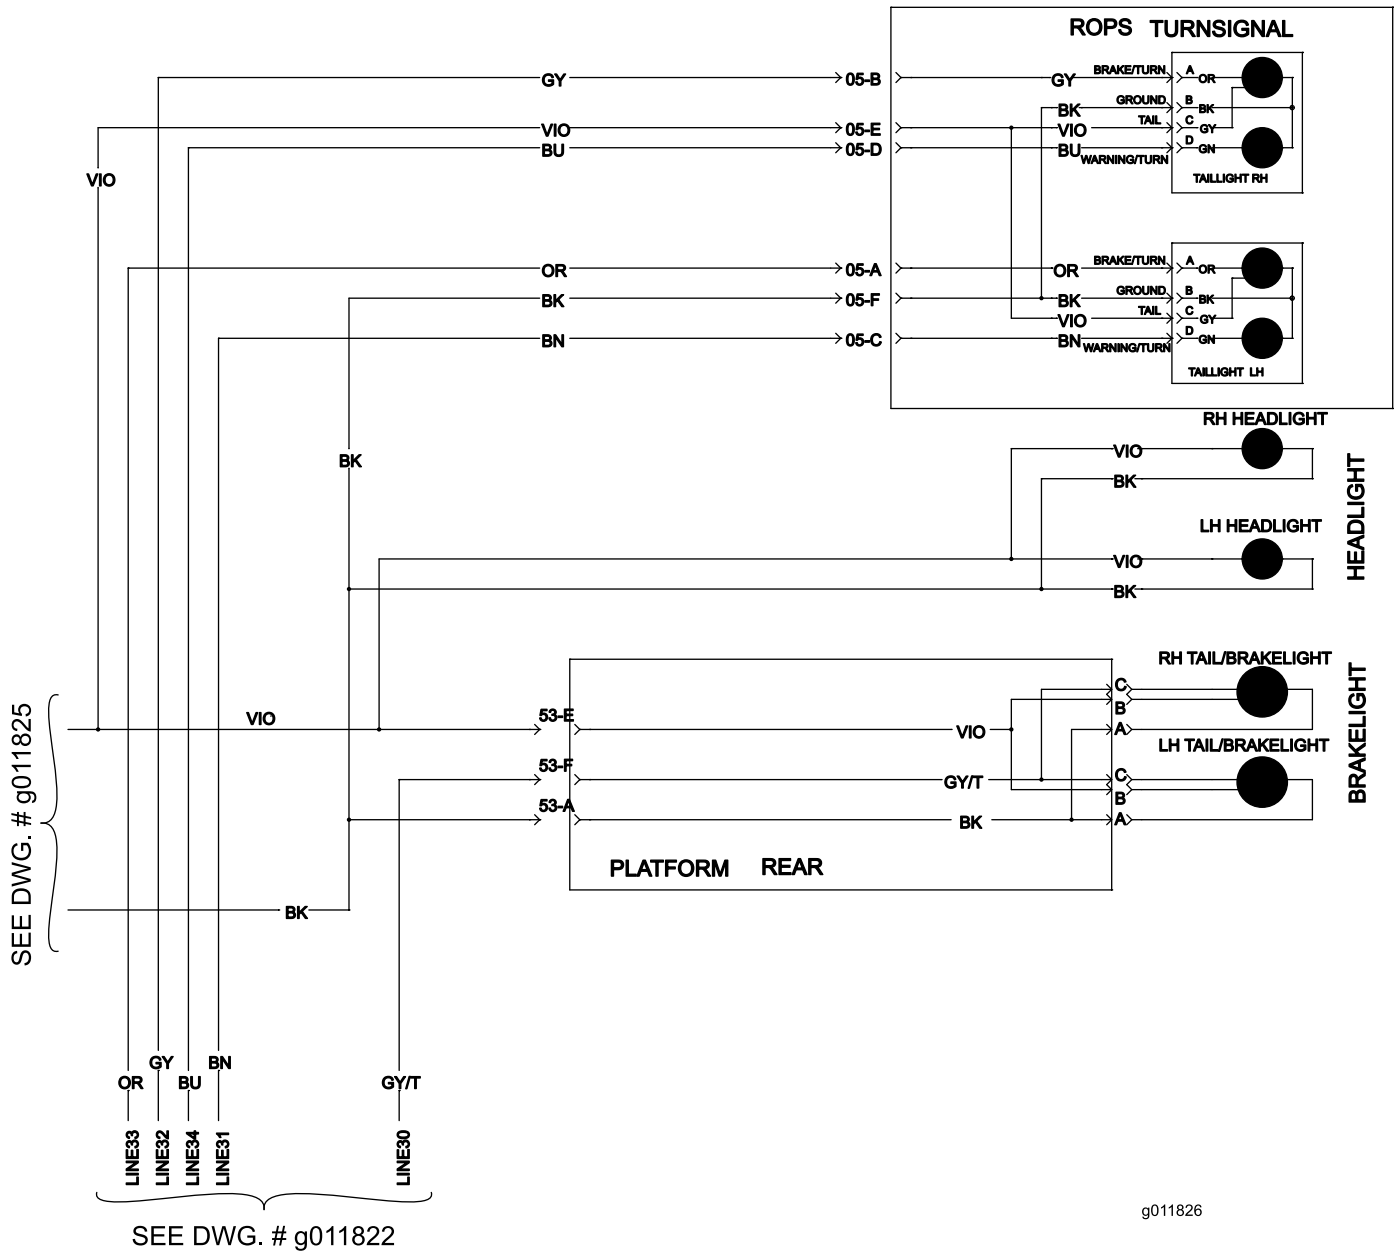 ROPS TURNSIGNAL
GY 05-B GY BRAKE/TURN A OR
BK GROUND B BK
VIO 05-E VIO TAIL C GY
BU 05-D BU WARNING/TURN D GN
TAILLIGHT RH
VIO
OR 05-A OR BRAKE/TURN A OR
BK 05-F BK GROUND B BK
VIO TAIL C GY
BN 05-C BN WARNING/TURN D GN
TAILLIGHT LH
RH HEADLIGHT
VIO
BK
BK
LH HEADLIGHT
VIO
BK
HEADLIGHT
RH TAIL/BRAKELIGHT
C
B
A
VIO 53-E VIO
LH TAIL/BRAKELIGHT
53-F GY/T C
B
53-A BK A
BRAKELIGHT
PLATFORM REAR
BK
SEE DWG. # g011825
OR
GY
BU
BN
GY/T
LINE33
LINE32
LINE34
LINE31
LINE30
SEE DWG. # g011822
g011826